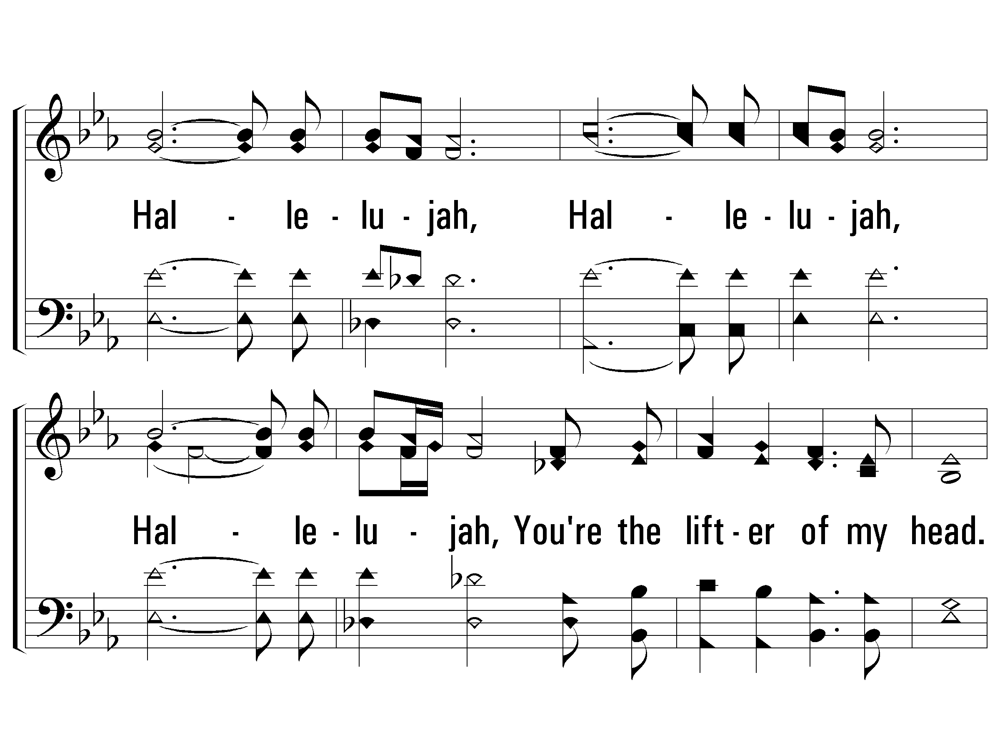 Hal - le - lu - jah, Hal - le - lu - jah,
Hal - le - lu - jah, You're the lift - er of my head.